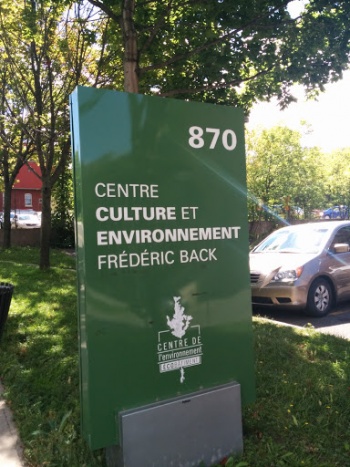 870
CENTRE
CULTURE ET
ENVIRONNEMENT
FRÉDÉRIC BACK
CENTRE DE
l'environnement